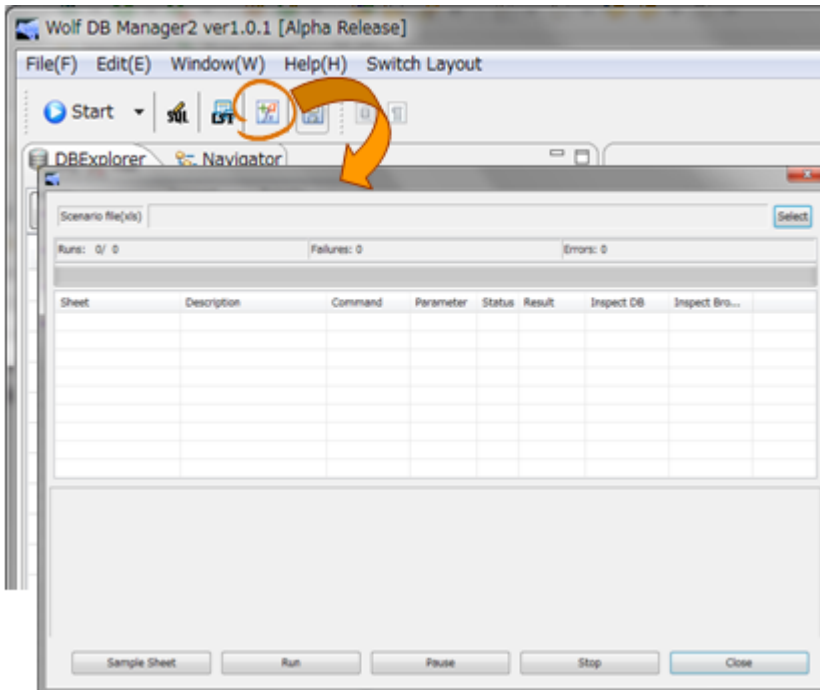 Wolf DB Manager2 ver1.0.1 [Alpha Release]
File(F) Edit(E) Window(W) Help(H) Switch Layout
Start SQL LST
DBExplorer Navigator
Scenario file(xls) Select
Runs: 0/ 0 Failures: 0 Errors: 0
Sheet Description Command Parameter Status Result Inspect DB Inspect Bro...
Sample Sheet Run Pause Stop Close